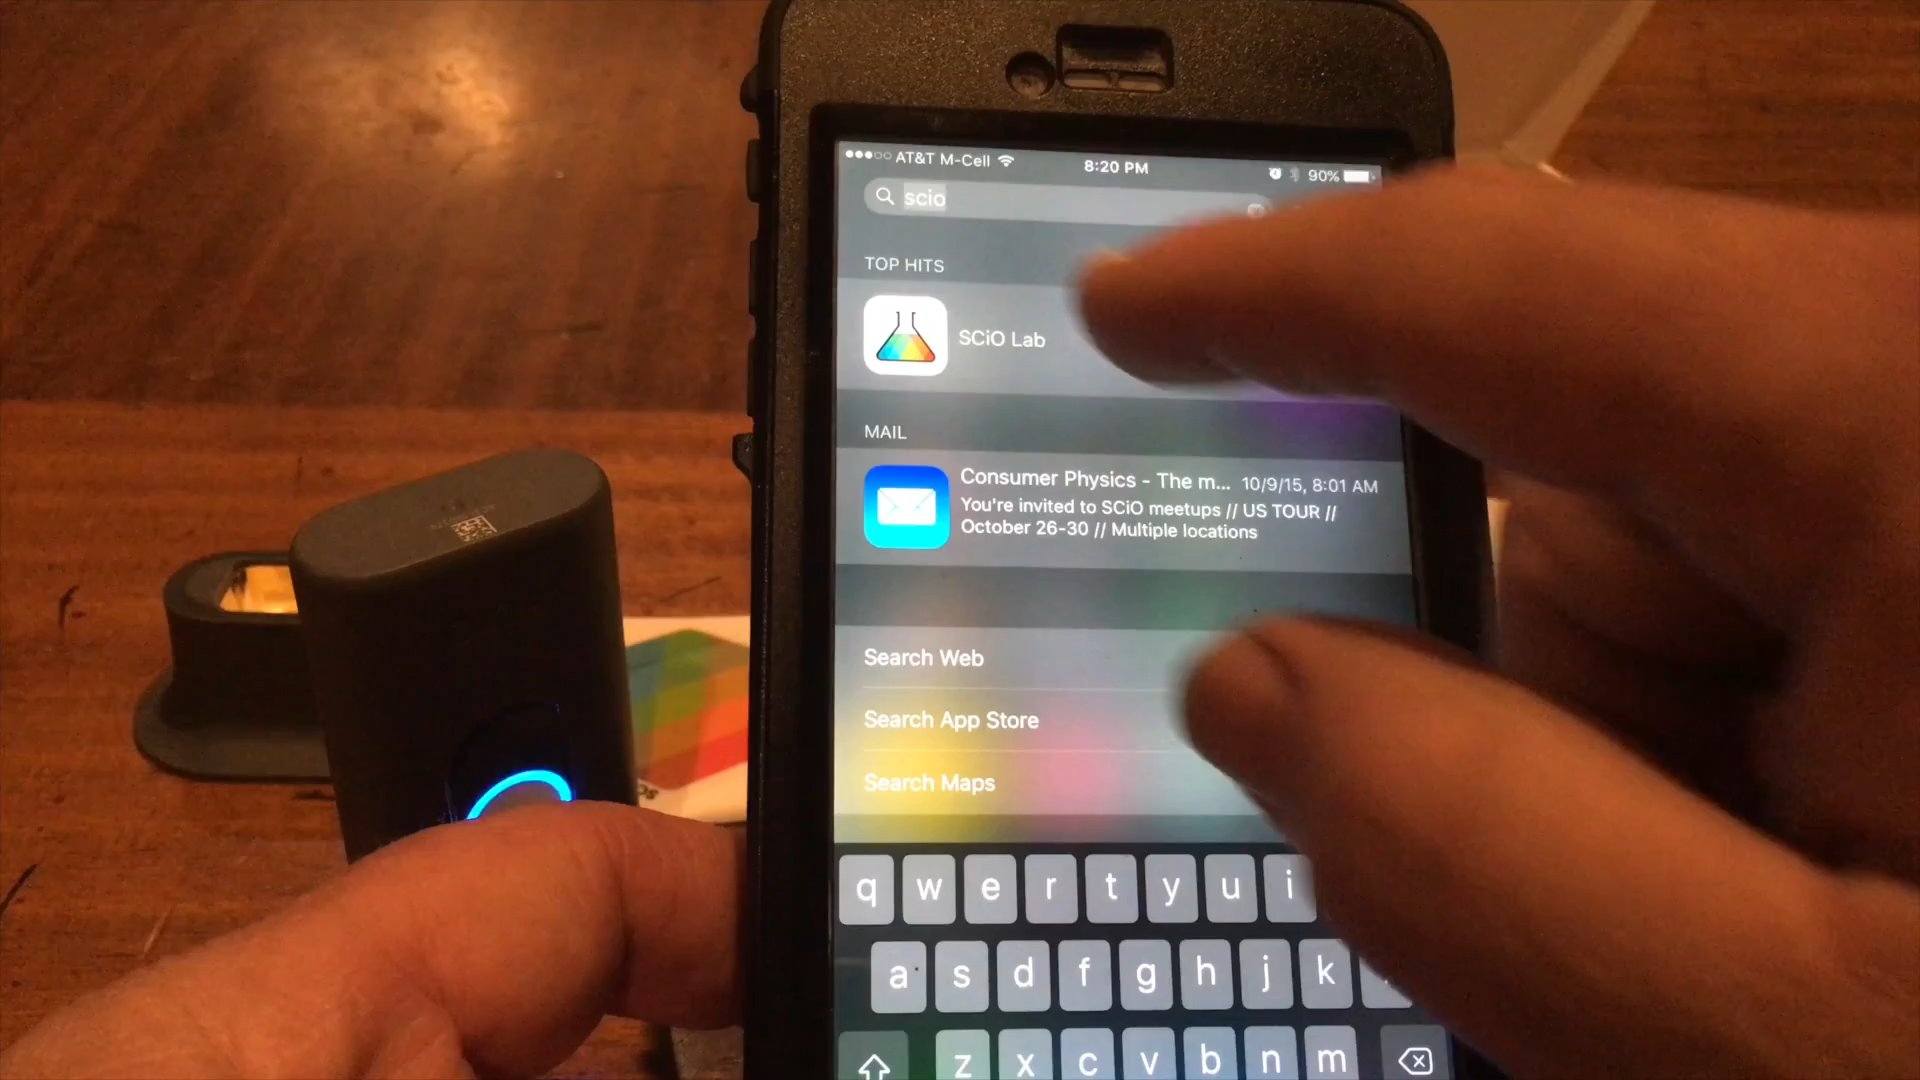 AT&T M-Cell 8:20 PM 90%
scio
TOP HITS
SCiO Lab
MAIL
Consumer Physics - The m... 10/9/15, 8:01 AM
You're invited to SCiO meetups // US TOUR //
October 26-30 // Multiple locations
Search Web
Search App Store
Search Maps
q w e r t y u i
a s d f g h j k
z x c v b n m